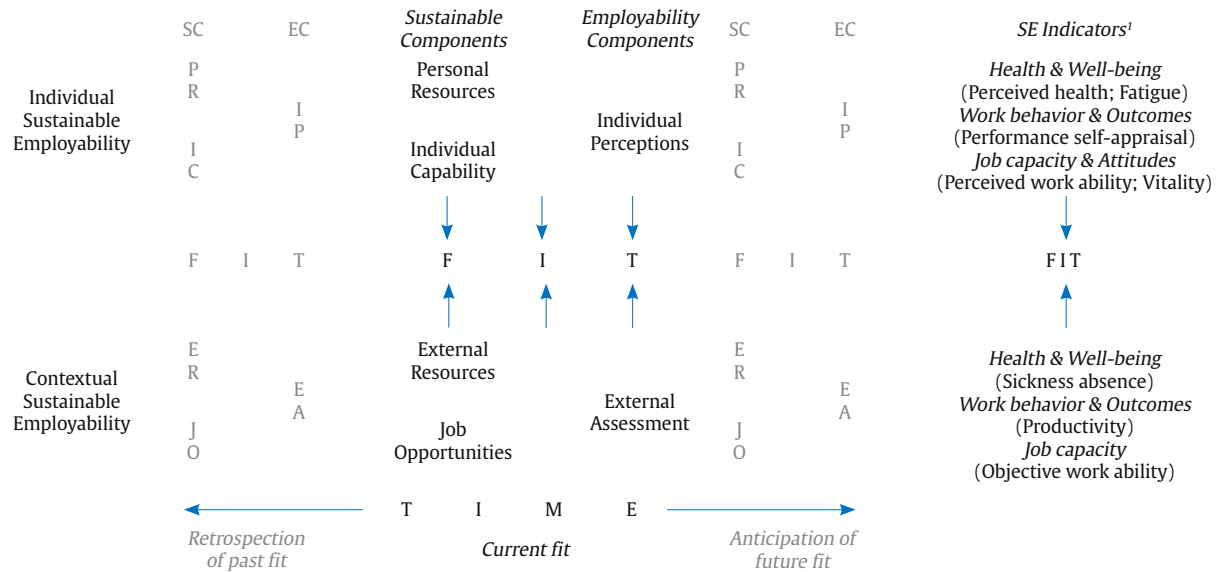 SC EC
Sustainable
Components
Employability
Components
SC EC
SE Indicators1
Individual
Sustainable
Employability
P
R
I
P
I
C
Personal
Resources
Individual
Capability
Individual
Perceptions
P
R
I
P
I
C
Health & Well-being
(Perceived health; Fatigue)
Work behavior & Outcomes
(Performance self-appraisal)
Job capacity & Attitudes
(Perceived work ability; Vitality)
F I T
F I T
F I T
F I T
Contextual
Sustainable
Employability
E
R
E
A
J
O
External
Resources
Job
Opportunities
External
Assessment
E
R
E
A
J
O
Health & Well-being
(Sickness absence)
Work behavior & Outcomes
(Productivity)
Job capacity
(Objective work ability)
T I M E
Retrospection
of past fit
Current fit
Anticipation of
future fit